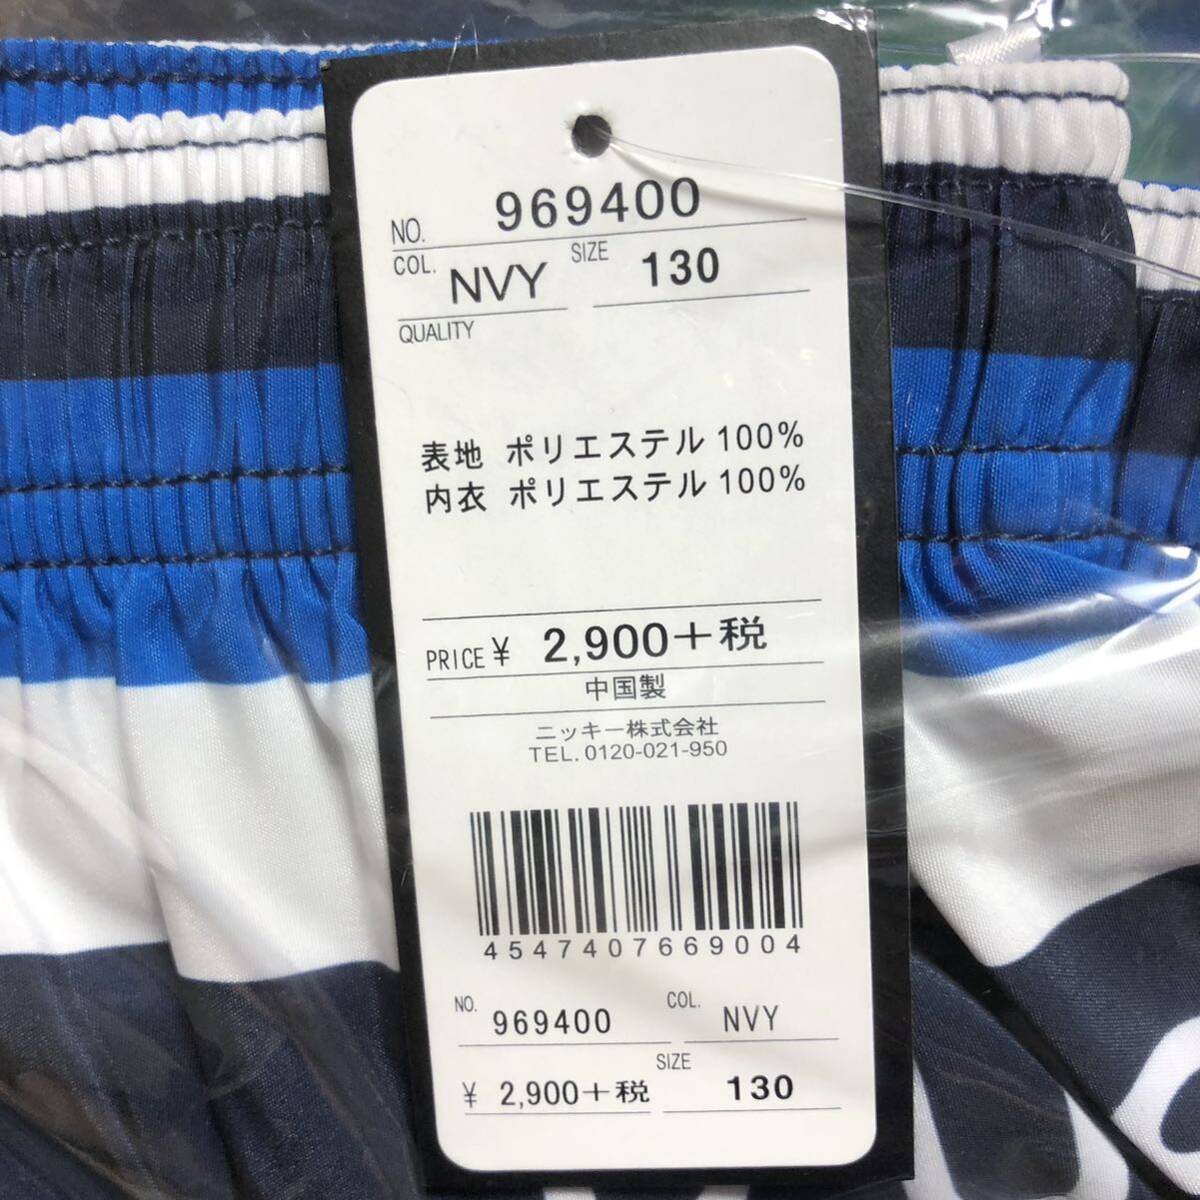 NO. 969400
COL. NVY SIZE 130
QUALITY
表地 ポリエステル 100%
内衣 ポリエステル 100%
PRICE ¥ 2,900+税
中国製
ニッキー株式会社
TEL. 0120-021-950
4547407669004
NO. 969400 COL. NVY
¥ 2,900+税 SIZE 130